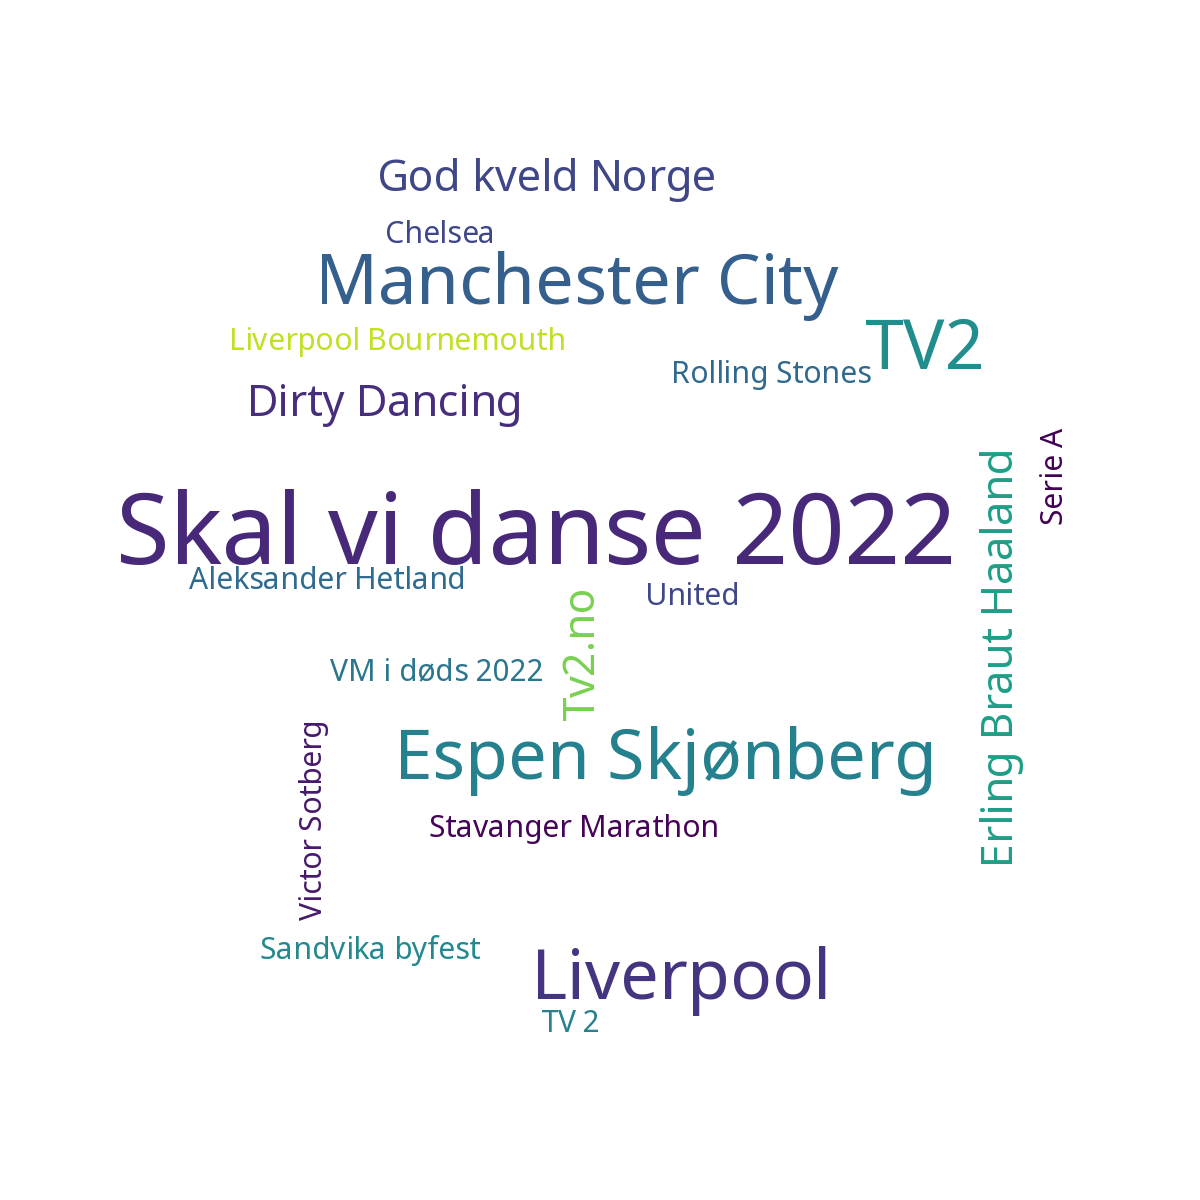 God kveld Norge
Chelsea
Manchester City
TV2
Liverpool Bournemouth
Rolling Stones
Dirty Dancing
Serie A
Skal vi danse 2022
Erling Braut Haaland
Aleksander Hetland
United
Tv2.no
VM i døds 2022
Espen Skjønberg
Victor Sotberg
Stavanger Marathon
Sandvika byfest
Liverpool
TV 2